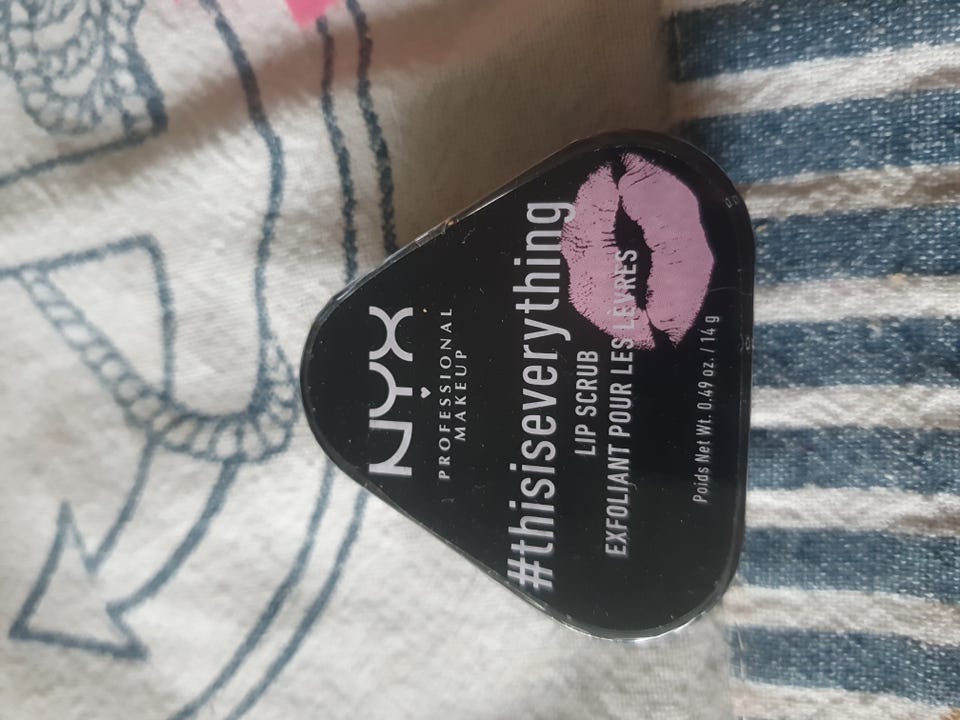 NYX
PROFESSIONAL
MAKEUP
#thisiseverything
LIP SCRUB
EXFOLIANT POUR LES LÈVRES
Poids Net Wt. 0.49 oz. / 14 g